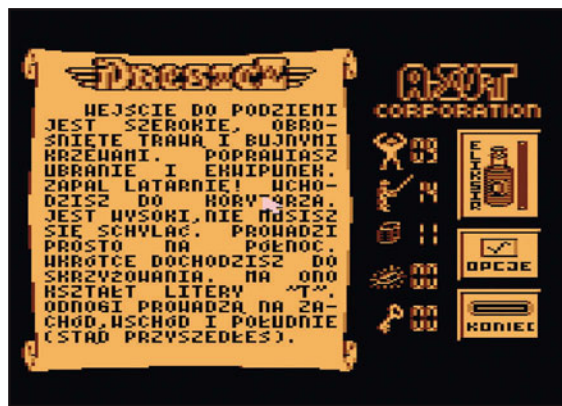 DRESZCZ
WEJŚCIE DO PODZIEMI
JEST SZEROKIE, OBRO-
ŚNIĘTE TRAWĄ I BUJNYMI
KRZEWAMI. POPRAWIASZ
UBRANIE I EKWIPUNEK.
ZAPAL LATARNIĘ! WCHO-
DZISZ DO KORYTARZA.
JEST WYSOKI,NIE MUSISZ
SIĘ SCHYLAĆ. PROWADZI
PROSTO NA PÓŁNOC.
WKRÓTCE DOCHODZISZ DO
SKRZYŻOWANIA. MA ONO
KSZTAŁT LITERY "T".
ODNOGI PROWADZĄ NA ZA-
CHÓD,WSCHÓD I POŁUDNIE
(STĄD PRZYSZEDŁEŚ).
CORPORATION
09
14
11
00
00
ELIKSIR
OPCJE
KONIEC